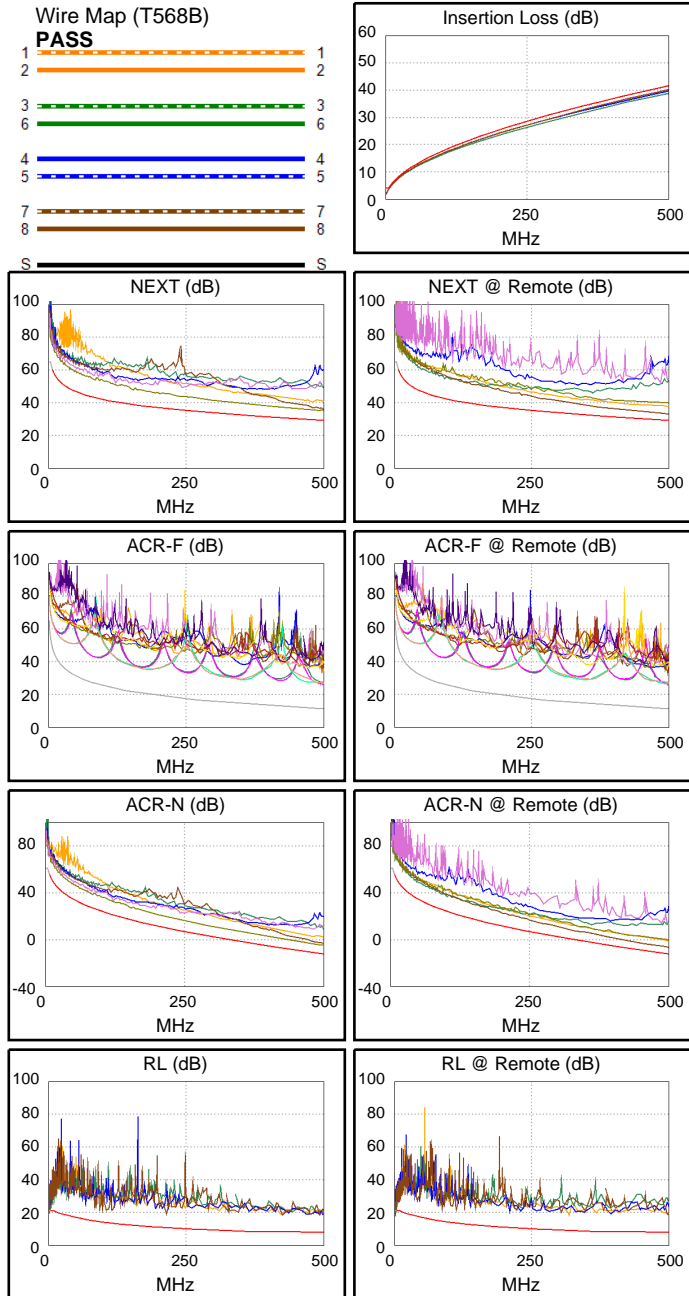 Wire Map (T568B)
PASS
1 1
2 2
3 3
6 6
4 4
5 5
7 7
8 8
S S
Insertion Loss (dB)
60
50
40
30
20
10
0
0 250 500
MHz
NEXT (dB)
100
80
60
40
20
0
0 250 500
MHz
NEXT @ Remote (dB)
100
80
60
40
20
0
0 250 500
MHz
ACR-F (dB)
100
80
60
40
20
0
0 250 500
MHz
ACR-F @ Remote (dB)
100
80
60
40
20
0
0 250 500
MHz
ACR-N (dB)
80
40
0
-40
0 250 500
MHz
ACR-N @ Remote (dB)
80
40
0
-40
0 250 500
MHz
RL (dB)
100
80
60
40
20
0
0 250 500
MHz
RL @ Remote (dB)
100
80
60
40
20
0
0 250 500
MHz